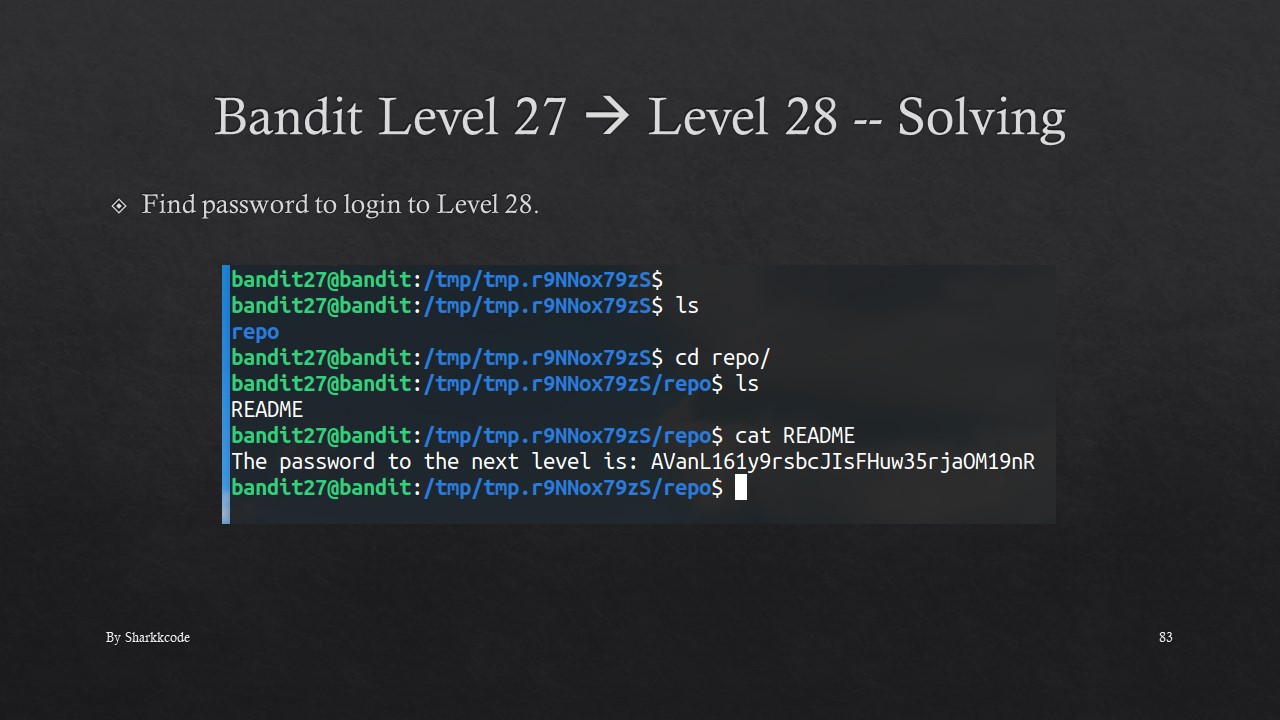 Bandit Level 27 → Level 28 -- Solving
Find password to login to Level 28.
bandit27@bandit:/tmp/tmp.r9NNox79zS$
bandit27@bandit:/tmp/tmp.r9NNox79zS$ ls
repo
bandit27@bandit:/tmp/tmp.r9NNox79zS$ cd repo/
bandit27@bandit:/tmp/tmp.r9NNox79zS/repo$ ls
README
bandit27@bandit:/tmp/tmp.r9NNox79zS/repo$ cat README
The password to the next level is: AVanL161y9rsbcJIsFHuw35rjaOM19nR
bandit27@bandit:/tmp/tmp.r9NNox79zS/repo$
By Sharkkcode
83